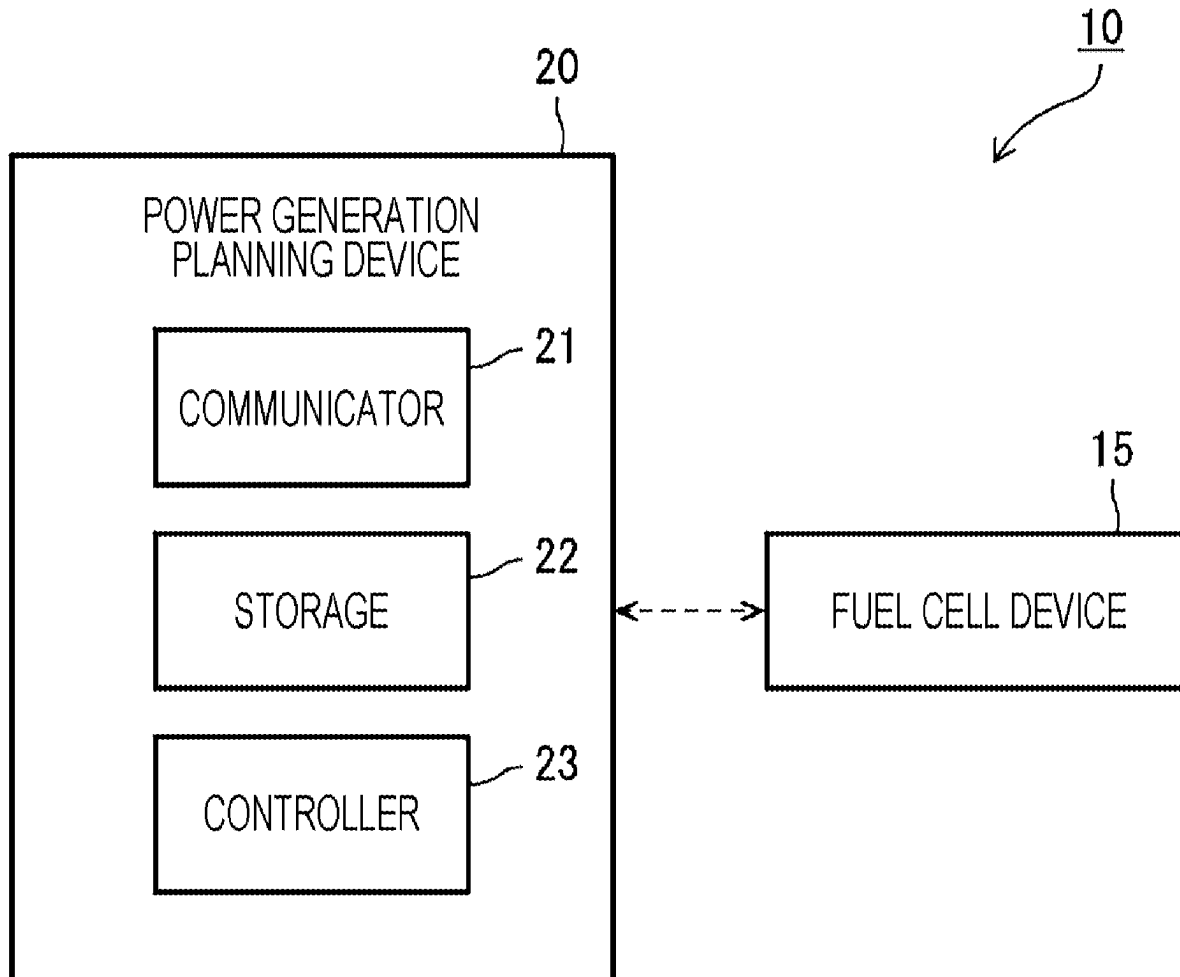 10
20
POWER GENERATION
PLANNING DEVICE
21
COMMUNICATOR
15
22
STORAGE
FUEL CELL DEVICE
23
CONTROLLER